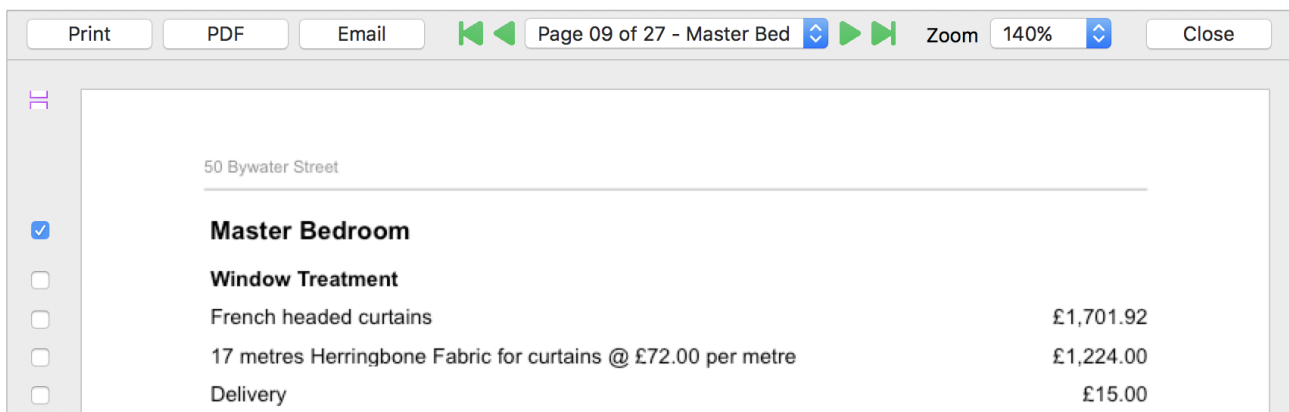 Print PDF Email Page 09 of 27 - Master Bed Zoom 140% Close
50 Bywater Street
Master Bedroom
Window Treatment
French headed curtains £1,701.92
17 metres Herringbone Fabric for curtains @ £72.00 per metre £1,224.00
Delivery £15.00